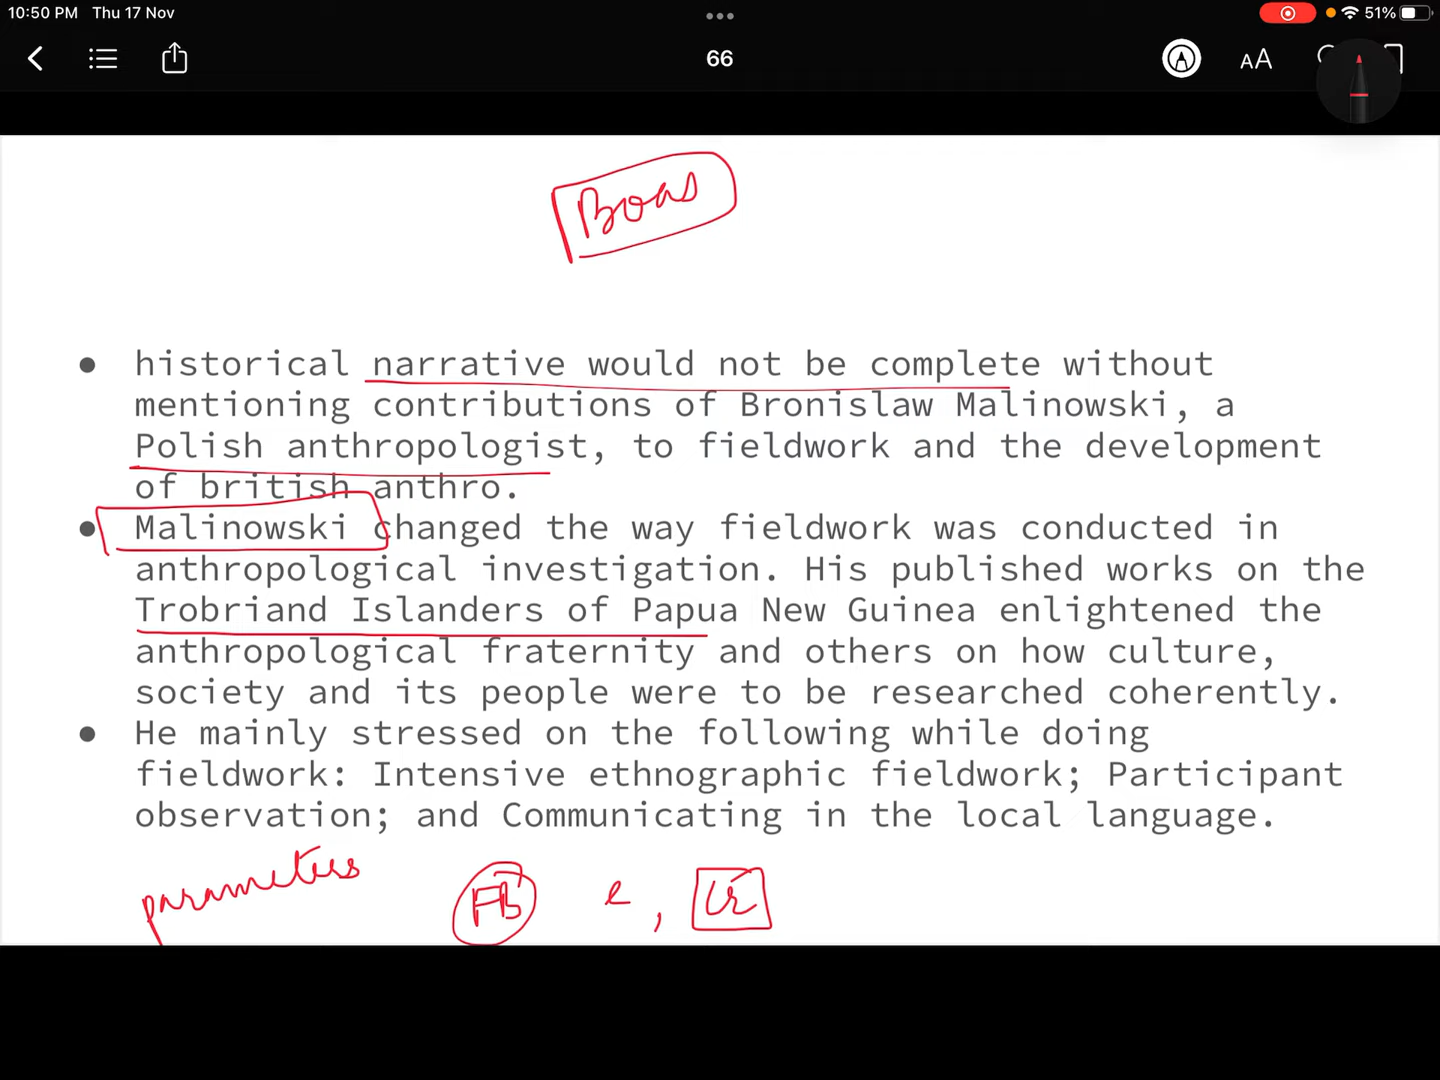 10:50 PM Thu 17 Nov
51%
66
AA
Boas
● historical narrative would not be complete without
mentioning contributions of Bronislaw Malinowski, a
Polish anthropologist, to fieldwork and the development
of british anthro.
● Malinowski changed the way fieldwork was conducted in
anthropological investigation. His published works on the
Trobriand Islanders of Papua New Guinea enlightened the
anthropological fraternity and others on how culture,
society and its people were to be researched coherently.
● He mainly stressed on the following while doing
fieldwork: Intensive ethnographic fieldwork; Participant
observation; and Communicating in the local language.
parameters